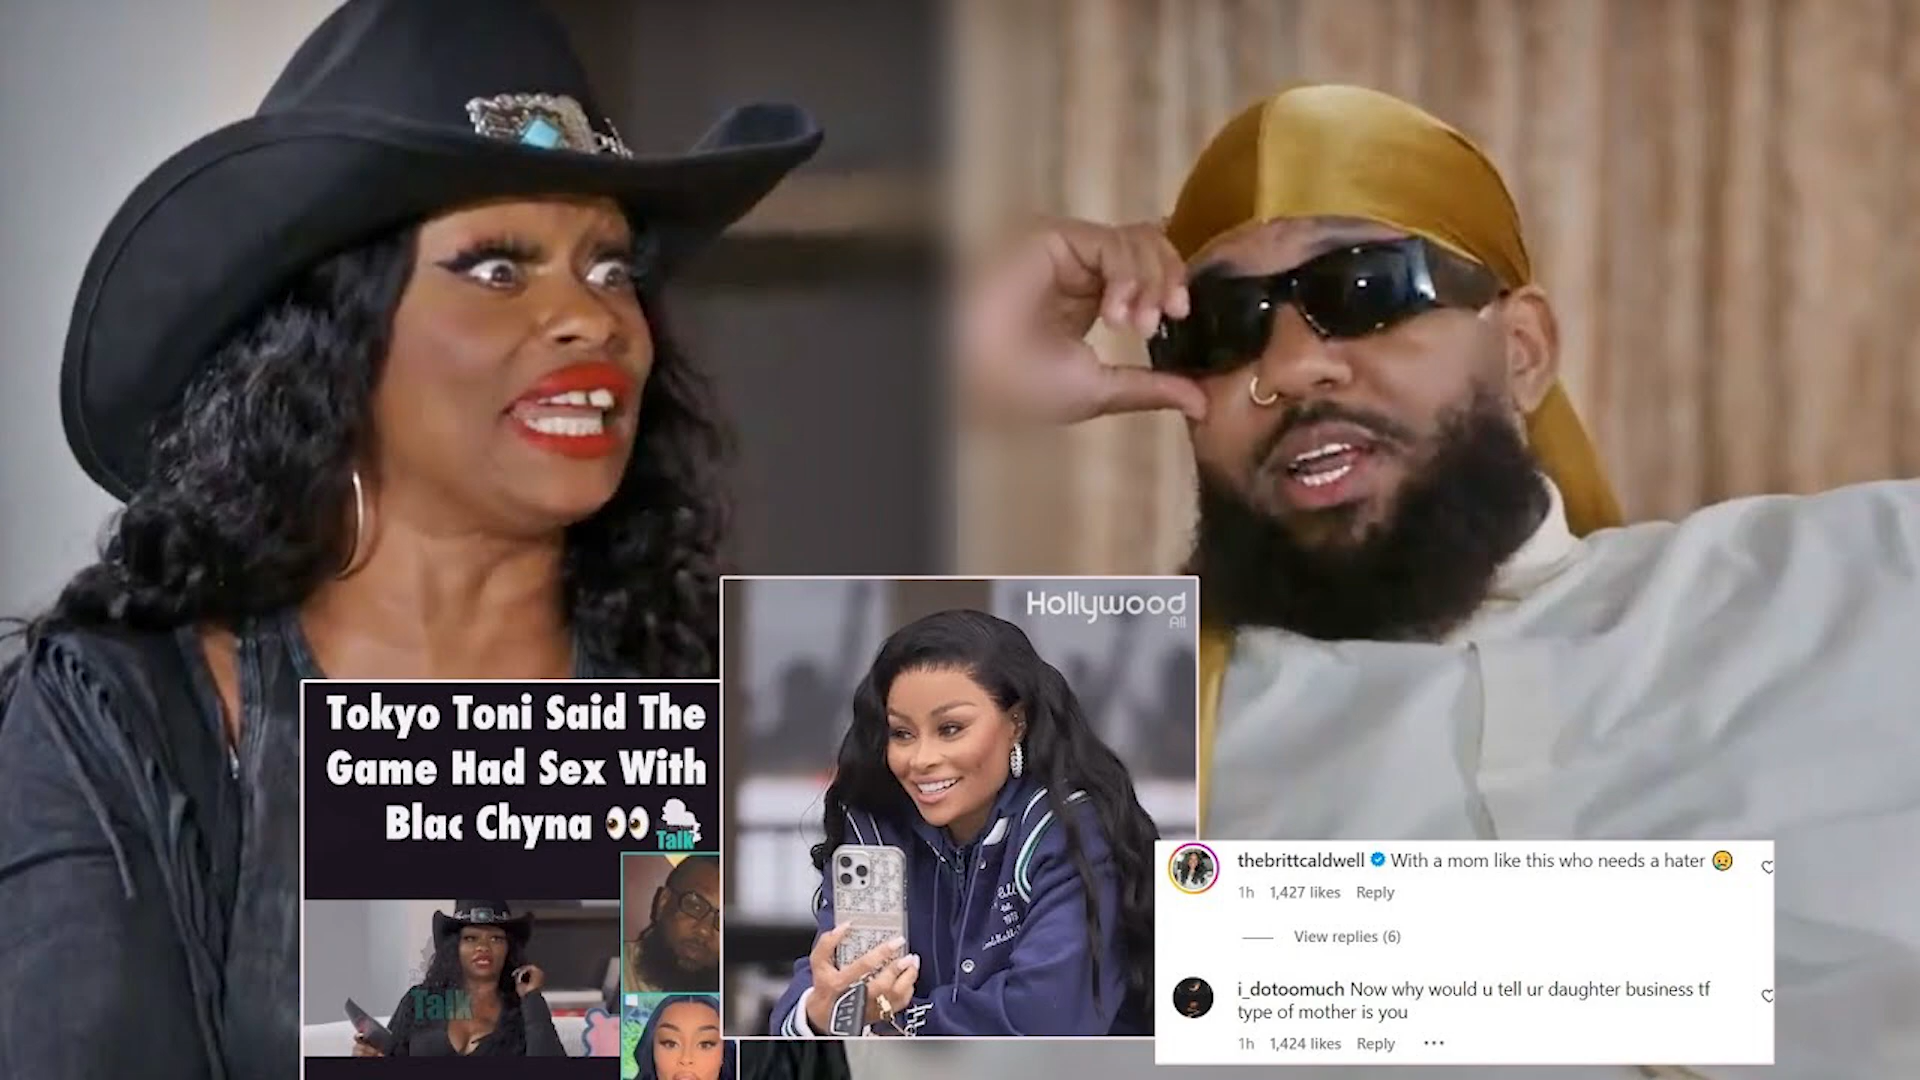 Tokyo Toni Said The
Game Had Sex With
Blac Chyna 👀
Talk
Talk
Hollywood
All
thebrittcaldwell With a mom like this who needs a hater 😢
1h 1,427 likes Reply
View replies (6)
i_dotoomuch Now why would u tell ur daughter business tf
type of mother is you
1h 1,424 likes Reply ...